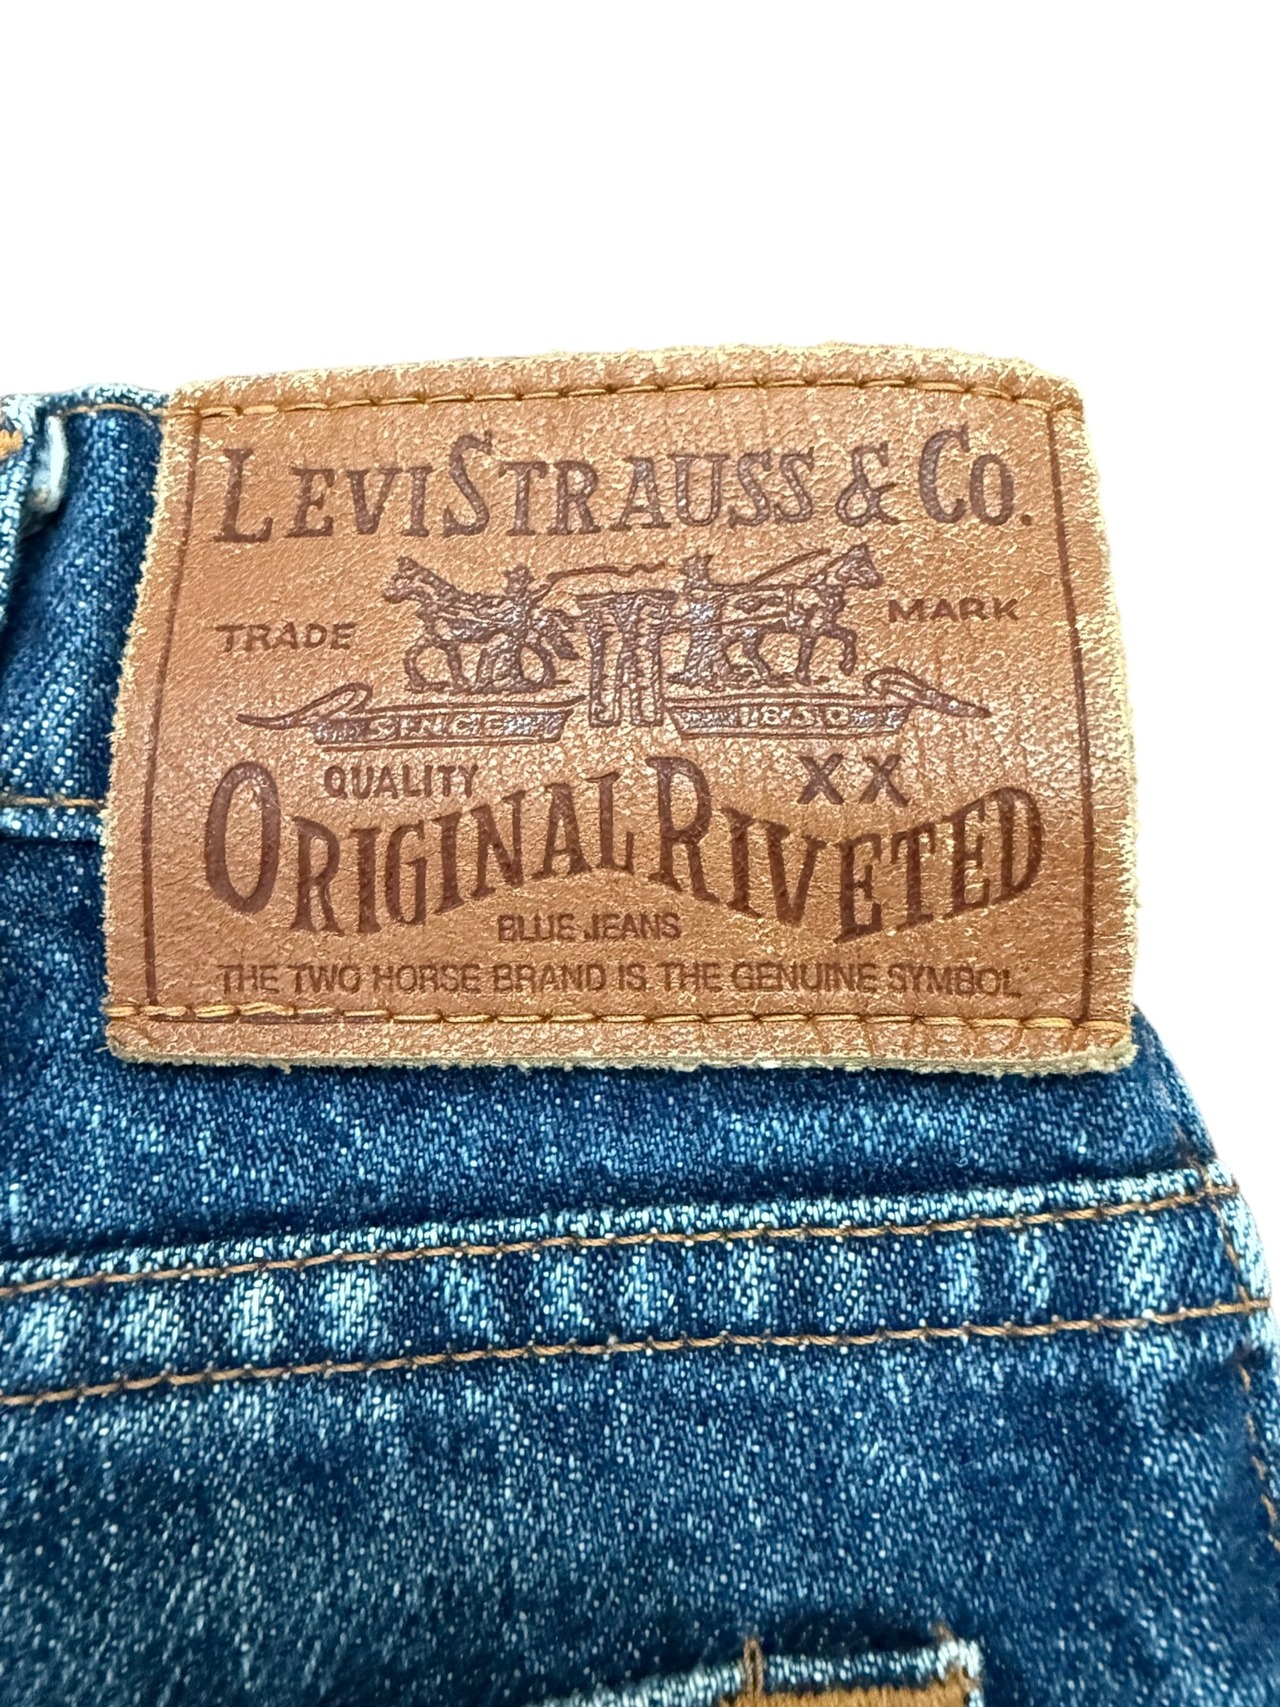 LEVI STRAUSS & CO.
TRADE MARK
SINCE 1850
QUALITY XX
ORIGINAL RIVETED
BLUE JEANS
THE TWO HORSE BRAND IS THE GENUINE SYMBOL